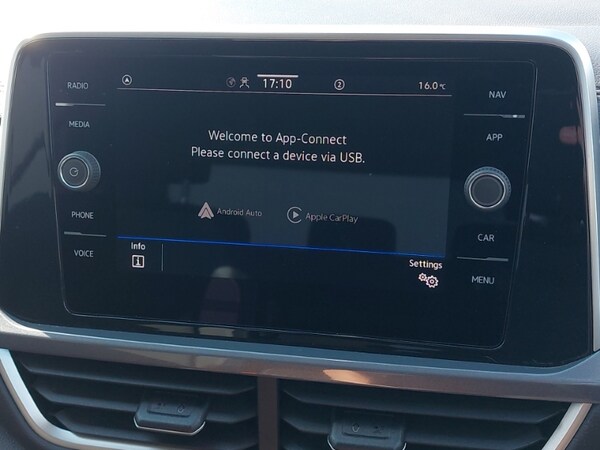 RADIO
MEDIA
PHONE
VOICE
17:10
2
16.0°C
Welcome to App-Connect
Please connect a device via USB.
Android Auto
Apple CarPlay
Info
Settings
NAV
APP
CAR
MENU